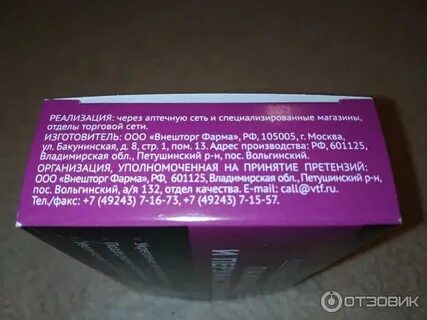 РЕАЛИЗАЦИЯ: через аптечную сеть и специализированные магазины,
отделы торговой сети.
ИЗГОТОВИТЕЛЬ: ООО «Внешторг Фарма», РФ, 105005, г. Москва,
ул. Бакунинская, д. 8, стр. 1, пом. 13. Адрес производства: РФ, 601125,
Владимирская обл., Петушинский р-н, пос. Вольгинский.
ОРГАНИЗАЦИЯ, УПОЛНОМОЧЕННАЯ НА ПРИНЯТИЕ ПРЕТЕНЗИЙ:
ООО «Внешторг Фарма», РФ, 601125, Владимирская обл., Петушинский р-н,
пос. Вольгинский, а/я 132, отдел качества. E-mail: call@vtf.ru.
Тел./факс: +7 (49243) 7-16-73, +7 (49243) 7-15-57.
ОТЗОВИК